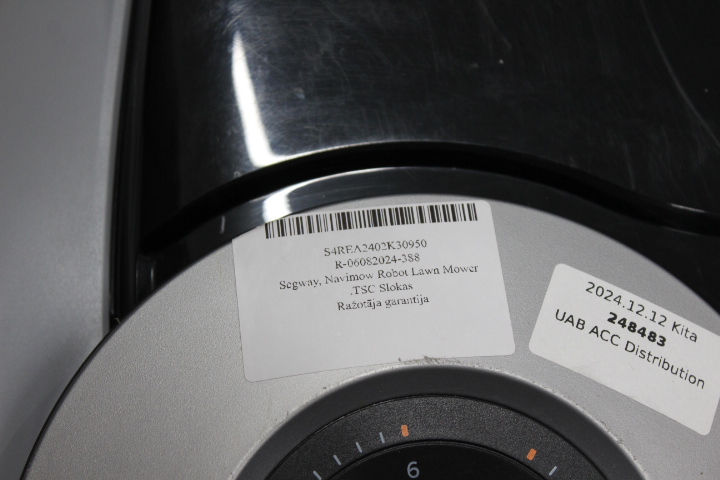 S4REA2402K30950
R-06082024-388
Segway, Navimow Robot Lawn Mower
.TSC Slokas
Ražotāja garantija
2024.12.12 Kita
248483
UAB ACC Distribution
6